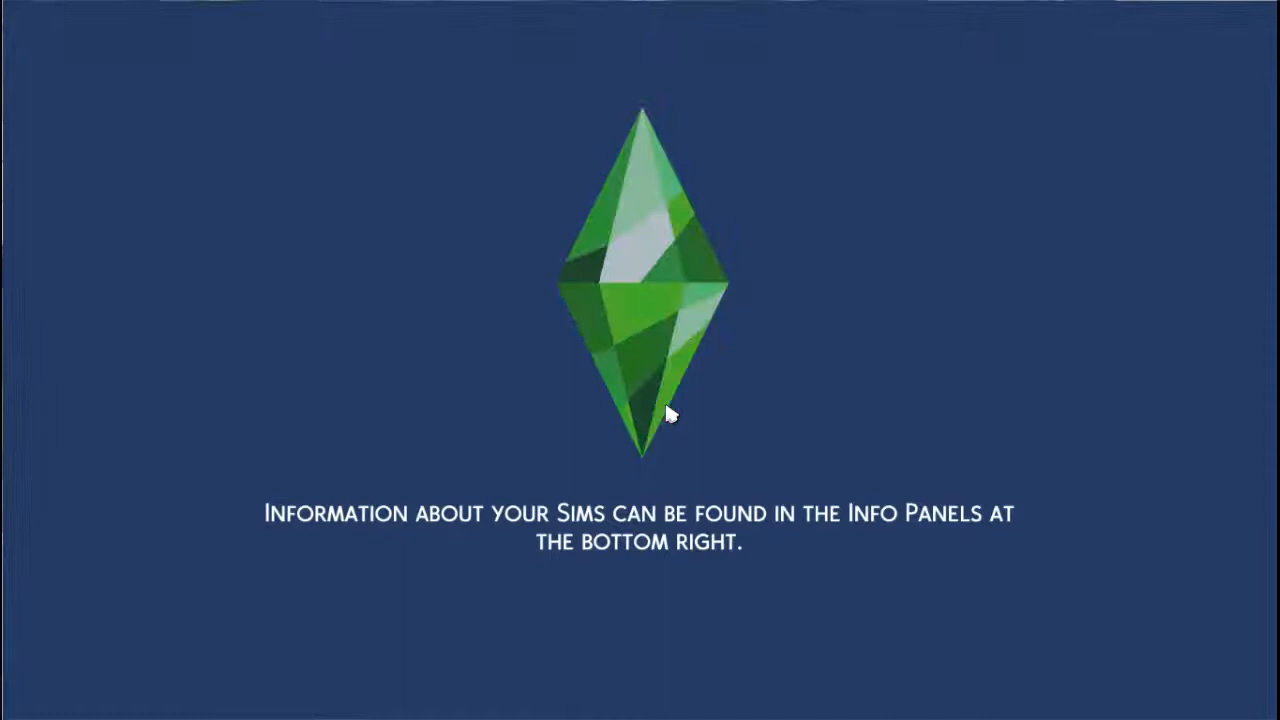 Information about your Sims can be found in the Info Panels at
the bottom right.